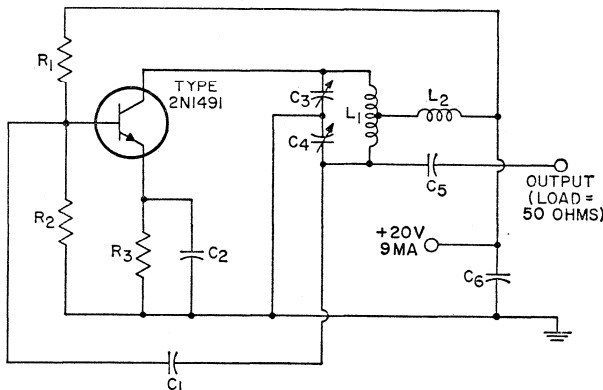 R1
TYPE
2N1491
C3
L1
L2
C4
C5
OUTPUT
(LOAD=
50 OHMS)
R2
R3
C2
+20V
9MA
C6
C1